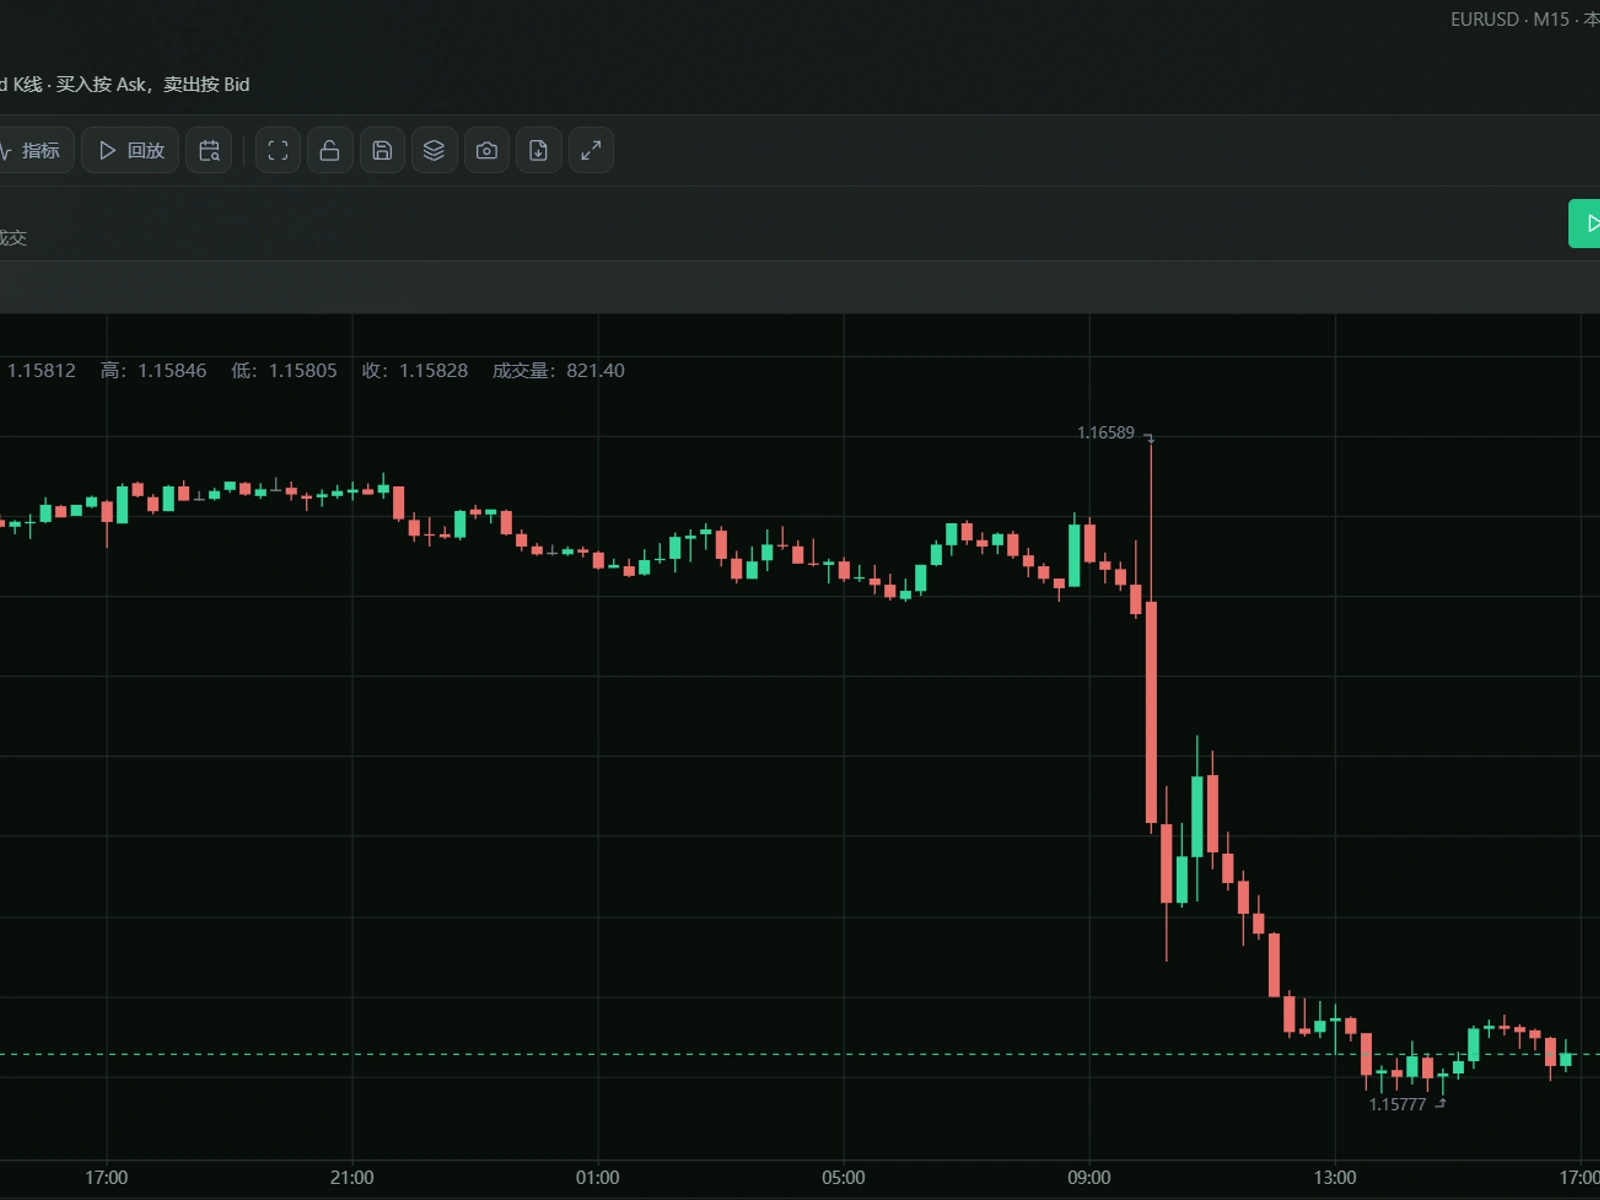 EURUSD · M15 · 本
d K线 · 买入按 Ask，卖出按 Bid
指标 回放
成交
1.15812 高：1.15846 低：1.15805 收：1.15828 成交量：821.40
1.16589
1.15777
17:00 21:00 01:00 05:00 09:00 13:00 17:00